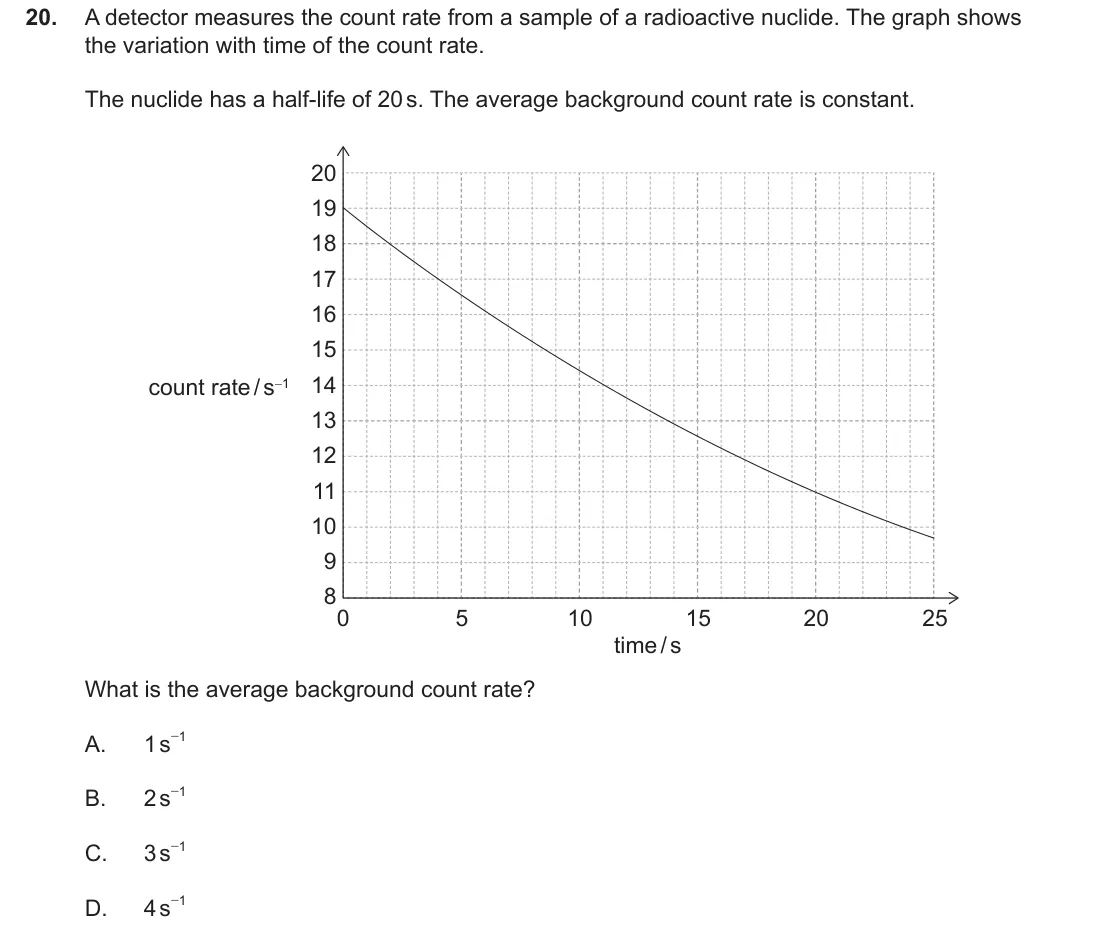 20. A detector measures the count rate from a sample of a radioactive nuclide. The graph shows
the variation with time of the count rate.
The nuclide has a half-life of 20 s. The average background count rate is constant.
20
19
18
17
16
15
count rate / s⁻¹ 14
13
12
11
10
9
8
0 5 10 15 20 25
time / s
What is the average background count rate?
A. 1 s⁻¹
B. 2 s⁻¹
C. 3 s⁻¹
D. 4 s⁻¹